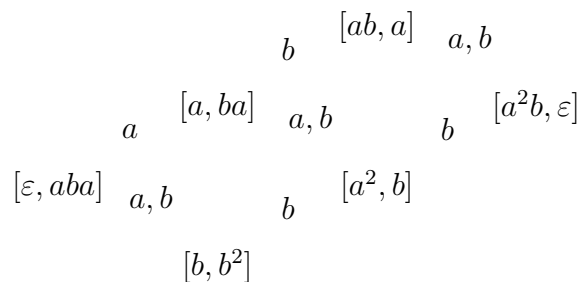 [ab, a]
b a, b
[a, ba] a, b [a²b, ε]
a b
[ε, aba] a, b b [a², b]
[b, b²]